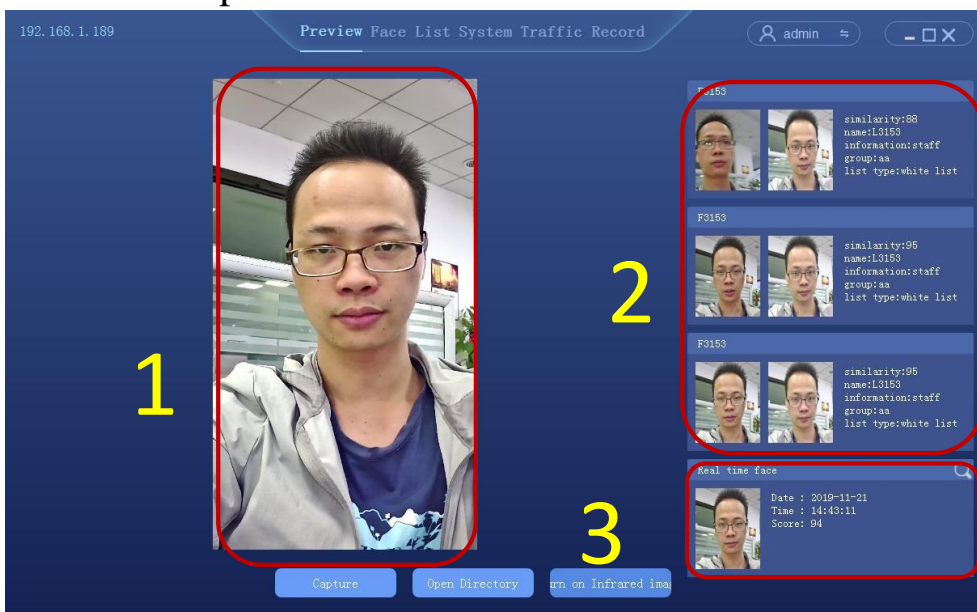 192.168.1.189
Preview Face List System Traffic Record
admin
F3153
similarity:88
name:L3153
information:staff
group:aa
list type:white list
F3153
similarity:95
name:L3153
information:staff
group:aa
list type:white list
F3153
similarity:95
name:L3153
information:staff
group:aa
list type:white list
Real time face
Date : 2019-11-21
Time : 14:43:11
Score: 94
1
2
3
Capture
Open Directory
urn on Infrared ima